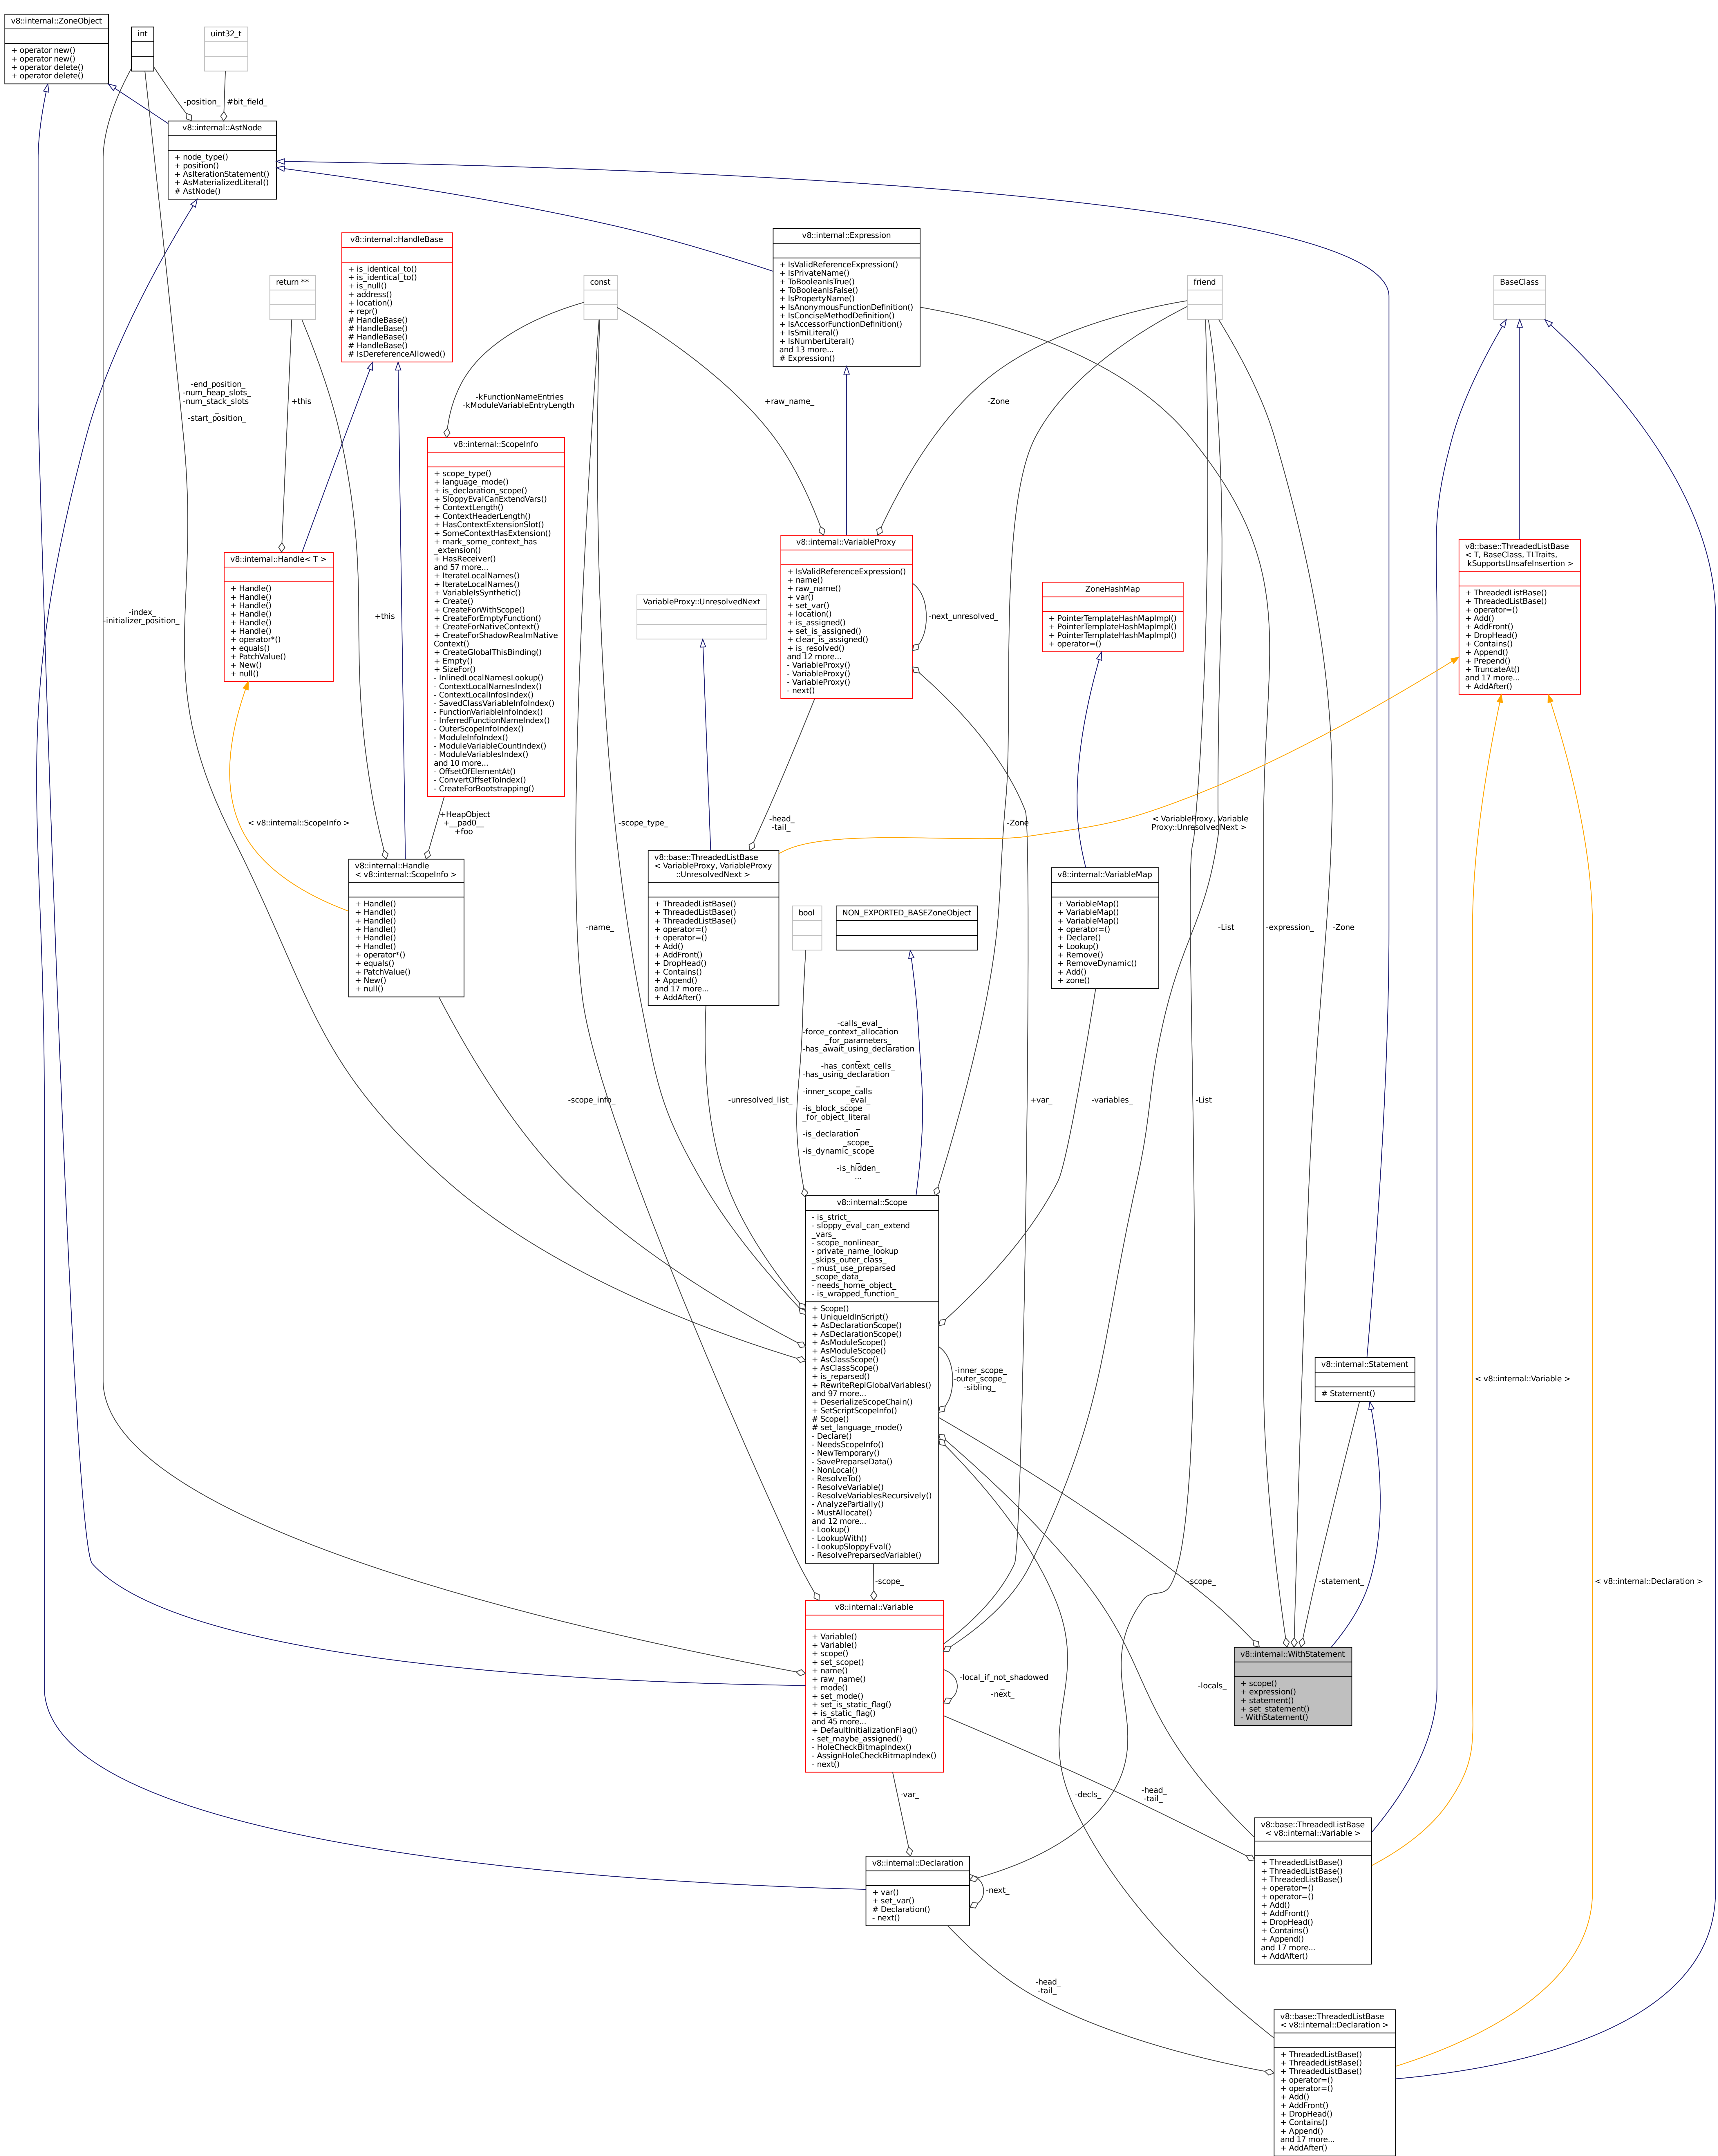 v8::internal::ZoneObject
+ operator new()
+ operator new()
+ operator delete()
+ operator delete()
int
uint32_t
-position_
#bit_field_
v8::internal::AstNode
+ node_type()
+ position()
+ AsIterationStatement()
+ AsMaterializedLiteral()
# AstNode()
v8::internal::HandleBase
+ is_identical_to()
+ is_identical_to()
+ is_null()
+ address()
+ location()
+ repr()
# HandleBase()
# HandleBase()
# HandleBase()
# HandleBase()
# IsDereferenceAllowed()
v8::internal::Expression
+ IsValidReferenceExpression()
+ IsPrivateName()
+ ToBooleanIsTrue()
+ ToBooleanIsFalse()
+ IsPropertyName()
+ IsAnonymousFunctionDefinition()
+ IsConciseMethodDefinition()
+ IsAccessorFunctionDefinition()
+ IsSmiLiteral()
+ IsNumberLiteral()
and 13 more...
# Expression()
return **
const
friend
BaseClass
-end_position_
-num_heap_slots_
-num_stack_slots
_
-start_position_
+this
-kFunctionNameEntries
-kModuleVariableEntryLength
+raw_name_
-Zone
v8::internal::ScopeInfo
+ scope_type()
+ language_mode()
+ is_declaration_scope()
+ SloppyEvalCanExtendVars()
+ ContextLength()
+ ContextHeaderLength()
+ HasContextExtensionSlot()
+ SomeContextHasExtension()
+ mark_some_context_has
_extension()
+ HasReceiver()
and 57 more...
+ IterateLocalNames()
+ IterateLocalNames()
+ VariableIsSynthetic()
+ Create()
+ CreateForWithScope()
+ CreateForEmptyFunction()
+ CreateForNativeContext()
+ CreateForShadowRealmNative
Context()
+ CreateGlobalThisBinding()
+ Empty()
+ SizeFor()
- InlinedLocalNamesLookup()
- ContextLocalNamesIndex()
- ContextLocalInfosIndex()
- SavedClassVariableInfoIndex()
- FunctionVariableInfoIndex()
- InferredFunctionNameIndex()
- OuterScopeInfoIndex()
- ModuleInfoIndex()
- ModuleVariableCountIndex()
- ModuleVariablesIndex()
and 10 more...
- OffsetOfElementAt()
- ConvertOffsetToIndex()
- CreateForBootstrapping()
v8::internal::Handle< T >
+ Handle()
+ Handle()
+ Handle()
+ Handle()
+ Handle()
+ Handle()
+ operator*()
+ equals()
+ PatchValue()
+ New()
+ null()
v8::internal::VariableProxy
+ IsValidReferenceExpression()
+ name()
+ raw_name()
+ var()
+ set_var()
+ location()
+ is_assigned()
+ set_is_assigned()
+ clear_is_assigned()
+ is_resolved()
and 12 more...
- VariableProxy()
- VariableProxy()
- VariableProxy()
- next()
-next_unresolved_
VariableProxy::UnresolvedNext
ZoneHashMap
+ PointerTemplateHashMapImpl()
+ PointerTemplateHashMapImpl()
+ PointerTemplateHashMapImpl()
+ operator=()
v8::base::ThreadedListBase
< T, BaseClass, TLTraits,
kSupportsUnsafeInsertion >
+ ThreadedListBase()
+ ThreadedListBase()
+ operator=()
+ Add()
+ AddFront()
+ DropHead()
+ Contains()
+ Append()
+ Prepend()
+ TruncateAt()
and 17 more...
+ AddAfter()
-index_
-initializer_position_
+this
< v8::internal::ScopeInfo >
+HeapObject
+__pad0__
+foo
-scope_type_
-head_
-tail_
-Zone
< VariableProxy, Variable
Proxy::UnresolvedNext >
v8::internal::Handle
< v8::internal::ScopeInfo >
+ Handle()
+ Handle()
+ Handle()
+ Handle()
+ Handle()
+ Handle()
+ operator*()
+ equals()
+ PatchValue()
+ New()
+ null()
-name_
v8::base::ThreadedListBase
< VariableProxy, VariableProxy
::UnresolvedNext >
+ ThreadedListBase()
+ ThreadedListBase()
+ ThreadedListBase()
+ operator=()
+ operator=()
+ Add()
+ AddFront()
+ DropHead()
+ Contains()
+ Append()
and 17 more...
+ AddAfter()
bool
NON_EXPORTED_BASEZoneObject
v8::internal::VariableMap
+ VariableMap()
+ VariableMap()
+ VariableMap()
+ operator=()
+ Declare()
+ Lookup()
+ Remove()
+ RemoveDynamic()
+ Add()
+ zone()
-List
-expression_
-Zone
-scope_info_
-unresolved_list_
-calls_eval_
-force_context_allocation
_for_parameters_
-has_await_using_declaration
_
-has_context_cells_
-has_using_declaration
_
-inner_scope_calls
_eval_
-is_block_scope
_for_object_literal
_
-is_declaration
_scope_
-is_dynamic_scope
_
-is_hidden_
...
+var_
-variables_
-List
v8::internal::Scope
- is_strict_
- sloppy_eval_can_extend
_vars_
- scope_nonlinear_
- private_name_lookup
_skips_outer_class_
- must_use_preparsed
_scope_data_
- needs_home_object_
- is_wrapped_function_
+ Scope()
+ UniqueIdInScript()
+ AsDeclarationScope()
+ AsDeclarationScope()
+ AsModuleScope()
+ AsModuleScope()
+ AsClassScope()
+ AsClassScope()
+ is_reparsed()
+ RewriteReplGlobalVariables()
and 97 more...
+ DeserializeScopeChain()
+ SetScriptScopeInfo()
# Scope()
# set_language_mode()
- Declare()
- NeedsScopeInfo()
- NewTemporary()
- SavePreparseData()
- NonLocal()
- ResolveTo()
- ResolveVariable()
- ResolveVariablesRecursively()
- AnalyzePartially()
- MustAllocate()
and 12 more...
- Lookup()
- LookupWith()
- LookupSloppyEval()
- ResolvePreparsedVariable()
-inner_scope_
-outer_scope_
-sibling_
v8::internal::Statement
# Statement()
< v8::internal::Variable >
-scope_
-scope_
-statement_
< v8::internal::Declaration >
v8::internal::Variable
+ Variable()
+ Variable()
+ scope()
+ set_scope()
+ name()
+ raw_name()
+ mode()
+ set_mode()
+ set_is_static_flag()
+ is_static_flag()
and 45 more...
+ DefaultInitializationFlag()
- set_maybe_assigned()
- HoleCheckBitmapIndex()
- AssignHoleCheckBitmapIndex()
- next()
-local_if_not_shadowed
_
-next_
-locals_
v8::internal::WithStatement
+ scope()
+ expression()
+ statement()
+ set_statement()
- WithStatement()
-var_
-decls_
-head_
-tail_
v8::base::ThreadedListBase
< v8::internal::Variable >
+ ThreadedListBase()
+ ThreadedListBase()
+ ThreadedListBase()
+ operator=()
+ operator=()
+ Add()
+ AddFront()
+ DropHead()
+ Contains()
+ Append()
and 17 more...
+ AddAfter()
v8::internal::Declaration
+ var()
+ set_var()
# Declaration()
- next()
-next_
-head_
-tail_
v8::base::ThreadedListBase
< v8::internal::Declaration >
+ ThreadedListBase()
+ ThreadedListBase()
+ ThreadedListBase()
+ operator=()
+ operator=()
+ Add()
+ AddFront()
+ DropHead()
+ Contains()
+ Append()
and 17 more...
+ AddAfter()